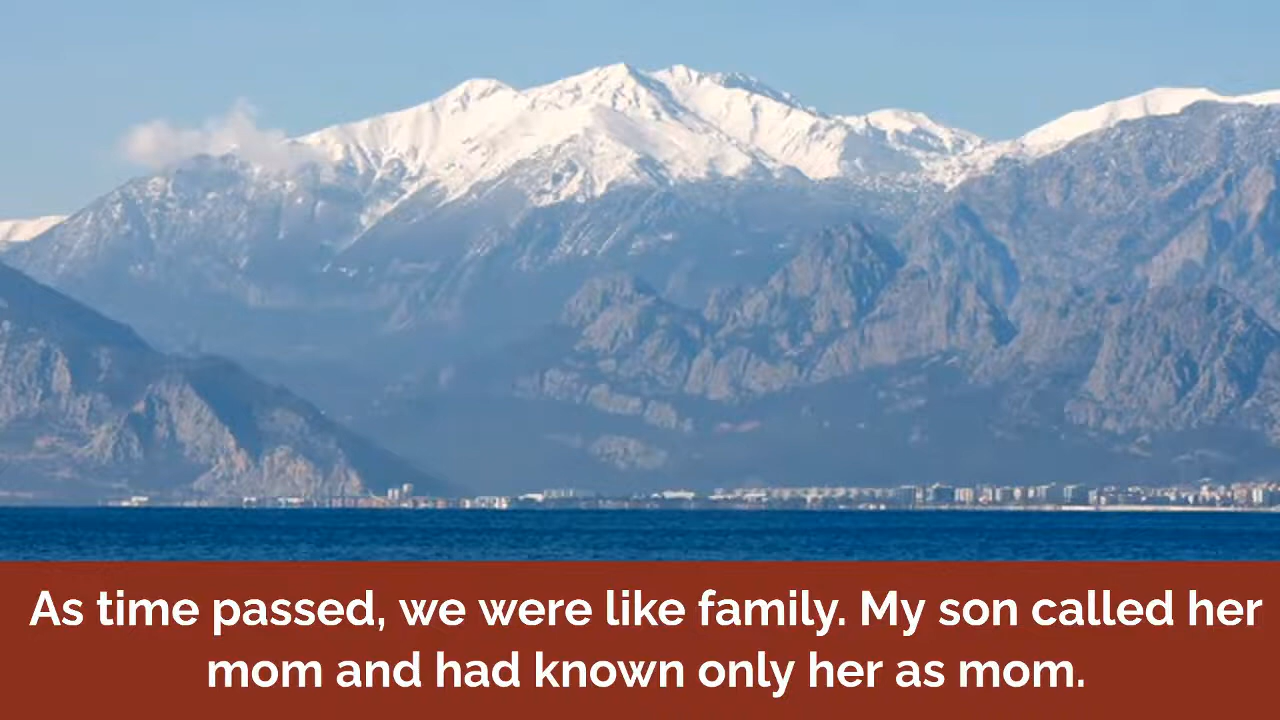 As time passed, we were like family. My son called her
mom and had known only her as mom.